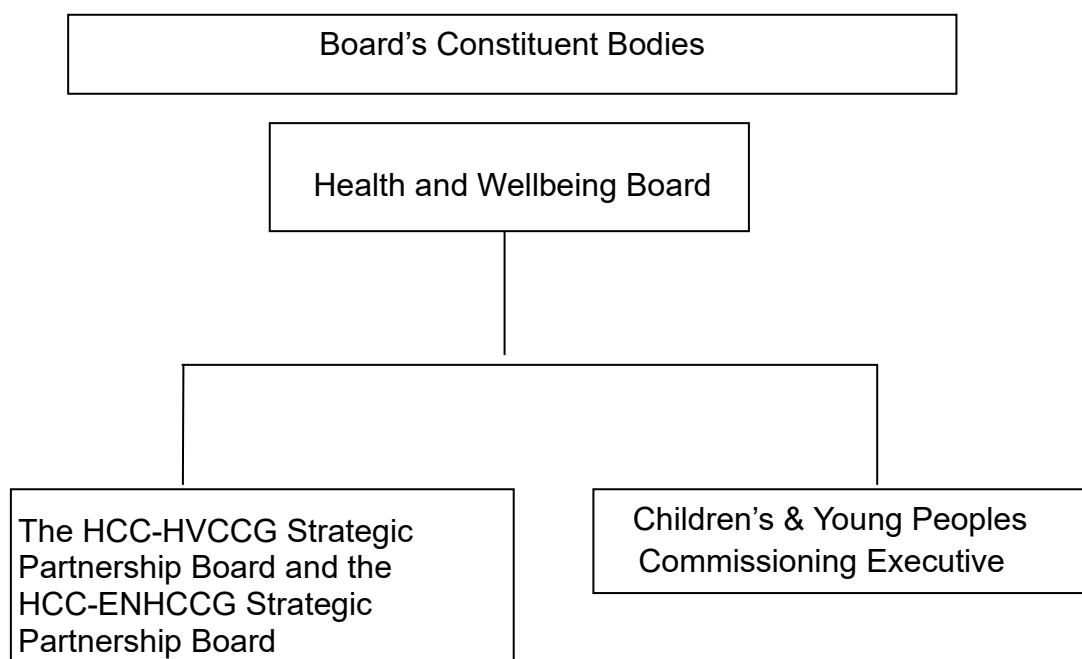 Board’s Constituent Bodies
Health and Wellbeing Board
The HCC-HVCCG Strategic
Partnership Board and the
HCC-ENHCCG Strategic
Partnership Board
Children’s & Young Peoples
Commissioning Executive